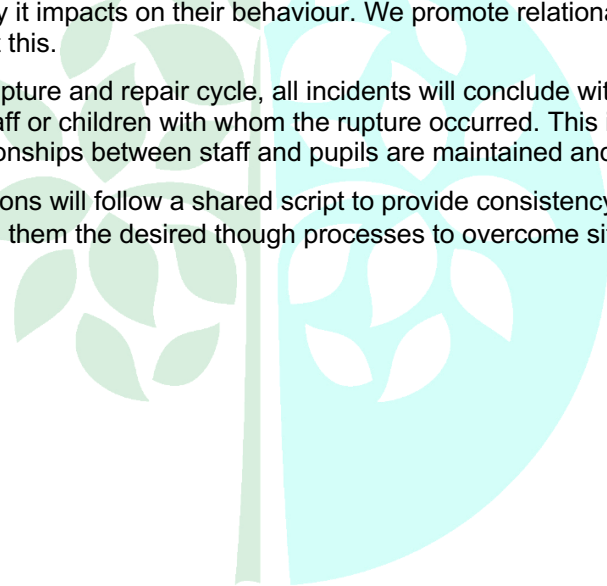 y it impacts on their behaviour. We promote relationa
t this.
pture and repair cycle, all incidents will conclude wit
aff or children with whom the rupture occurred. This i
onships between staff and pupils are maintained and
ons will follow a shared script to provide consistency
them the desired though processes to overcome sit